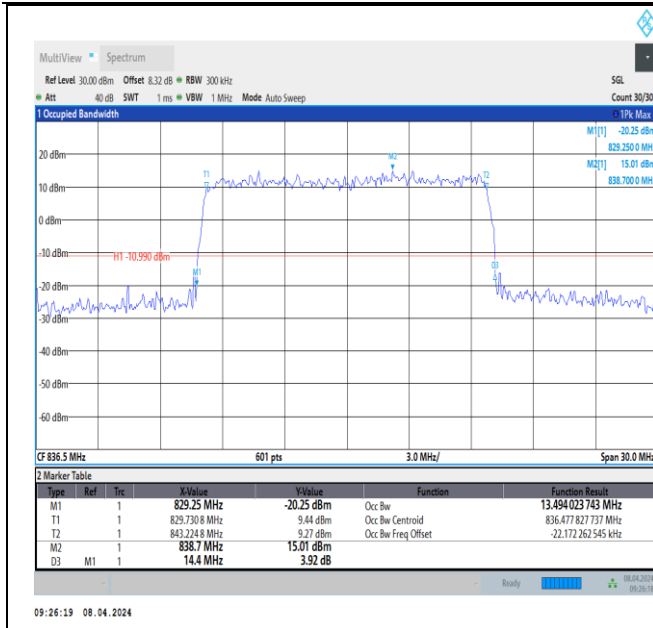 MultiView Spectrum
Ref Level 30.00 dBm Offset 8.32 dB RBW 300 kHz SGL
Att 40 dB SWT 1 ms VBW 1 MHz Mode Auto Sweep Count 30/30
1 Occupied Bandwidth 1Pk Max
M1[1] -20.25 dBm
829.250 0 MH
20 dBm M2[1] 15.01 dBm
838.700 0 MH
M2
T1 T2
10 dBm
0 dBm
-10 dBm
H1 -10.990 dBm
D3
M1
-20 dBm
-30 dBm
-40 dBm
-50 dBm
-60 dBm
CF 836.5 MHz 601 pts 3.0 MHz/ Span 30.0 MHz
2 Marker Table
Type Ref Trc X-Value Y-Value Function Function Result
M1 1 829.25 MHz -20.25 dBm Occ Bw 13.494 023 743 MHz
T1 1 829.730 8 MHz 9.44 dBm Occ Bw Centroid 836.477 827 737 MHz
T2 1 843.224 8 MHz 9.27 dBm Occ Bw Freq Offset -22.172 262 545 kHz
M2 1 838.7 MHz 15.01 dBm
D3 M1 1 14.4 MHz 3.92 dB
Ready 08.04.2024
09:26:18
09:26:19 08.04.2024